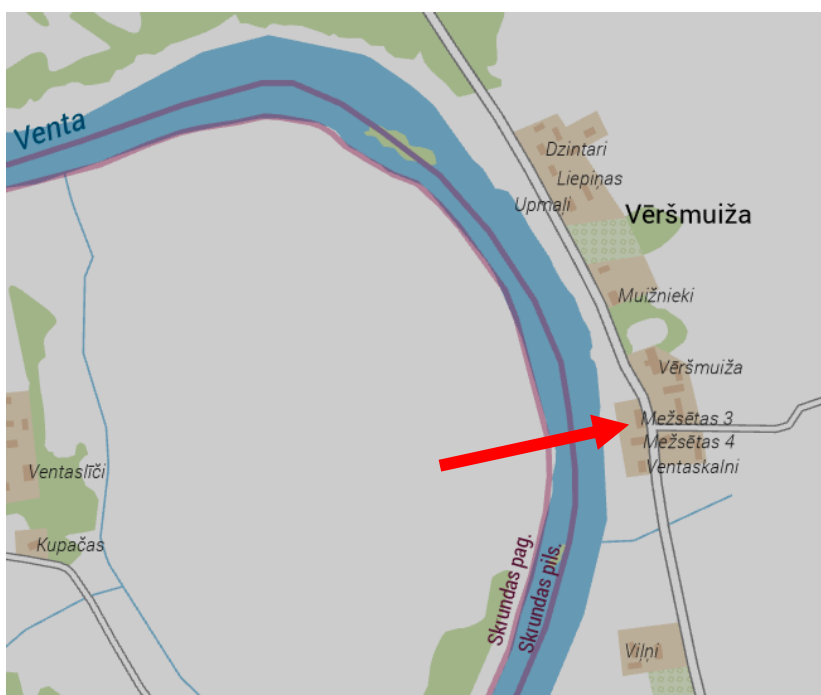 Venta
Dzintari
Liepiņas
Upmaļi
Vēršmuiža
Muižnieki
Vēršmuiža
Mežsētas 3
Mežsētas 4
Ventaskalni
Ventaslīči
Kupačas
Skrundas pag.
Skrundas pils.
Viļņi